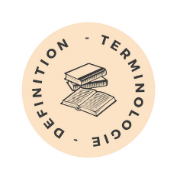 DEFINITION - TERMINOLOGIE -